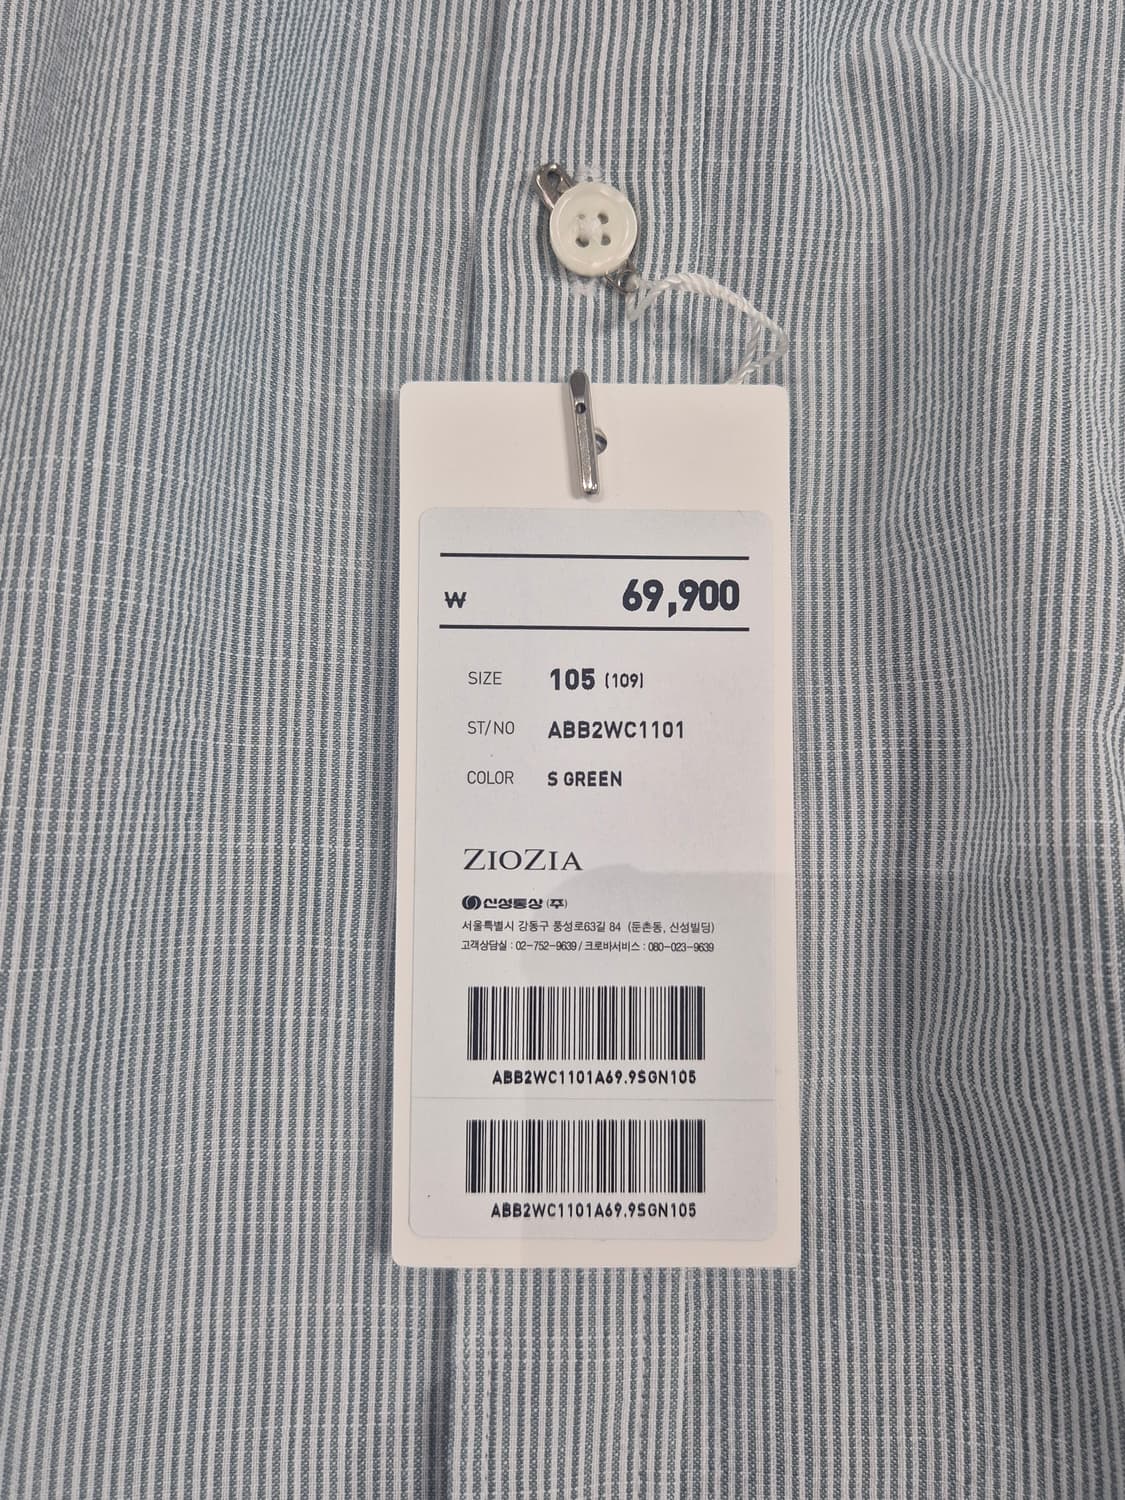 ₩ 69,900
SIZE 105 (109)
ST/NO ABB2WC1101
COLOR S GREEN
ZIOZIA
신성통상(주)
서울특별시 강동구 풍성로63길 84 (둔촌동, 신성빌딩)
고객상담실 : 02-752-9639 / 크로바서비스 : 080-023-9639
ABB2WC1101A69.9SGN105
ABB2WC1101A69.9SGN105